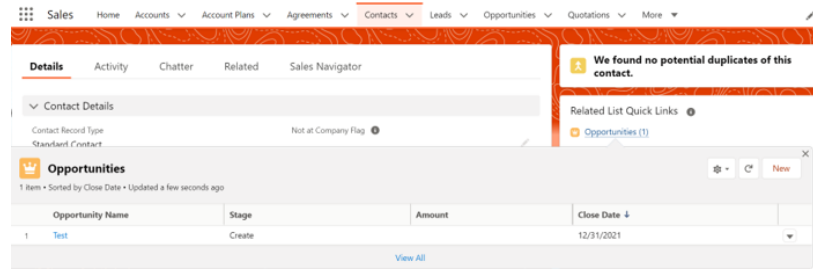 Sales Home Accounts Account Plans Agreements Contacts Leads Opportunities Quotations More
Details Activity Chatter Related Sales Navigator
We found no potential duplicates of this
contact.
Contact Details
Related List Quick Links
Contact Record Type Not at Company Flag
Opportunities (1)
Standard Contact
Opportunities
New
1 item • Sorted by Close Date • Updated a few seconds ago
Opportunity Name Stage Amount Close Date
1 Test Create 12/31/2021
View All